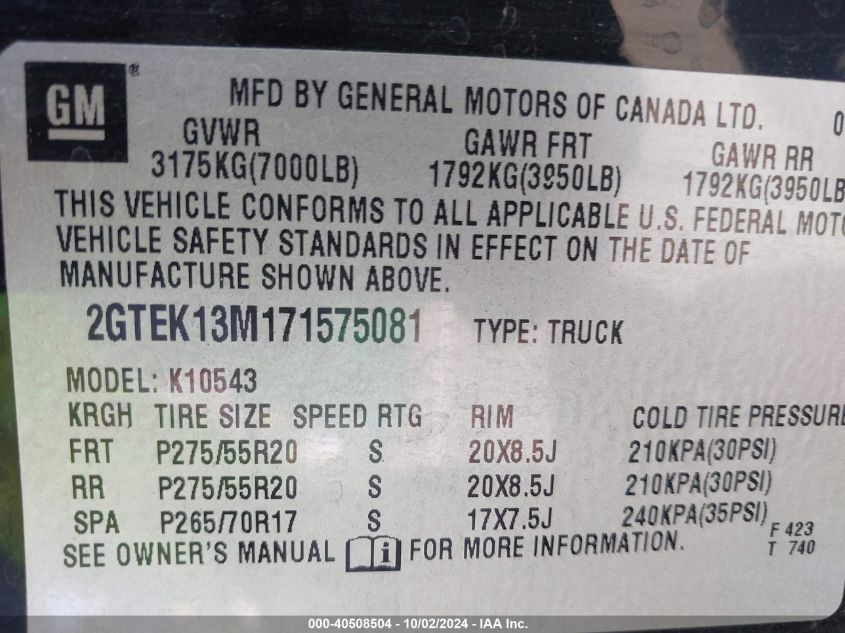 GM®
MFD BY GENERAL MOTORS OF CANADA LTD. 0
GVWR GAWR FRT GAWR RR
3175KG(7000LB) 1792KG(3950LB) 1792KG(3950LB
THIS VEHICLE CONFORMS TO ALL APPLICABLE U.S. FEDERAL MOTO
VEHICLE SAFETY STANDARDS IN EFFECT ON THE DATE OF
MANUFACTURE SHOWN ABOVE.
2GTEK13M171575081 TYPE: TRUCK
MODEL: K10543
KRGH TIRE SIZE SPEED RTG RIM COLD TIRE PRESSURE
FRT P275/55R20 S 20X8.5J 210KPA(30PSI)
RR P275/55R20 S 20X8.5J 210KPA(30PSI)
SPA P265/70R17 S 17X7.5J 240KPA(35PSI)
SEE OWNER'S MANUAL i FOR MORE INFORMATION.
F 423
T 740
000-40508504 - 10/02/2024 - IAA Inc.